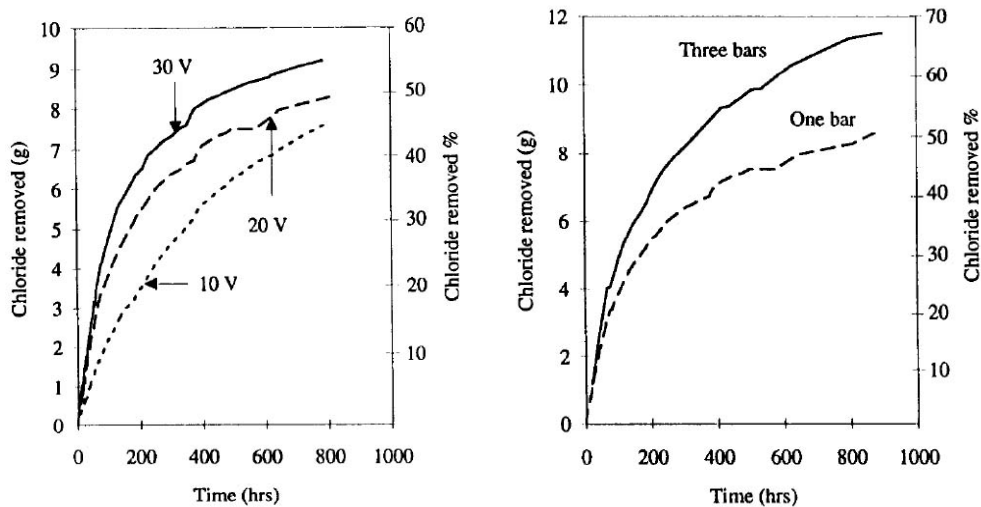 10
9
8
7
6
5
4
3
2
1
0
Chloride removed (g)
60
50
40
30
20
10
Chloride removed %
30 V
20 V
10 V
0 200 400 600 800 1000
Time (hrs)
12
10
8
6
4
2
0
Chloride removed (g)
70
60
50
40
30
20
10
Chloride removed %
Three bars
One bar
0 200 400 600 800 1000
Time (hrs)